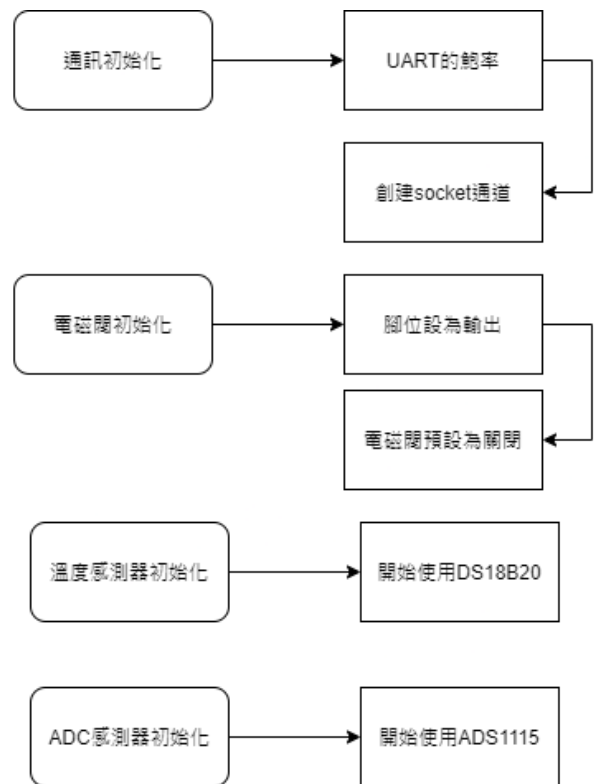 通訊初始化
UART的鮑率
創建socket通道
電磁閥初始化
腳位設為輸出
電磁閥預設為關閉
溫度感測器初始化
開始使用DS18B20
ADC感測器初始化
開始使用ADS1115